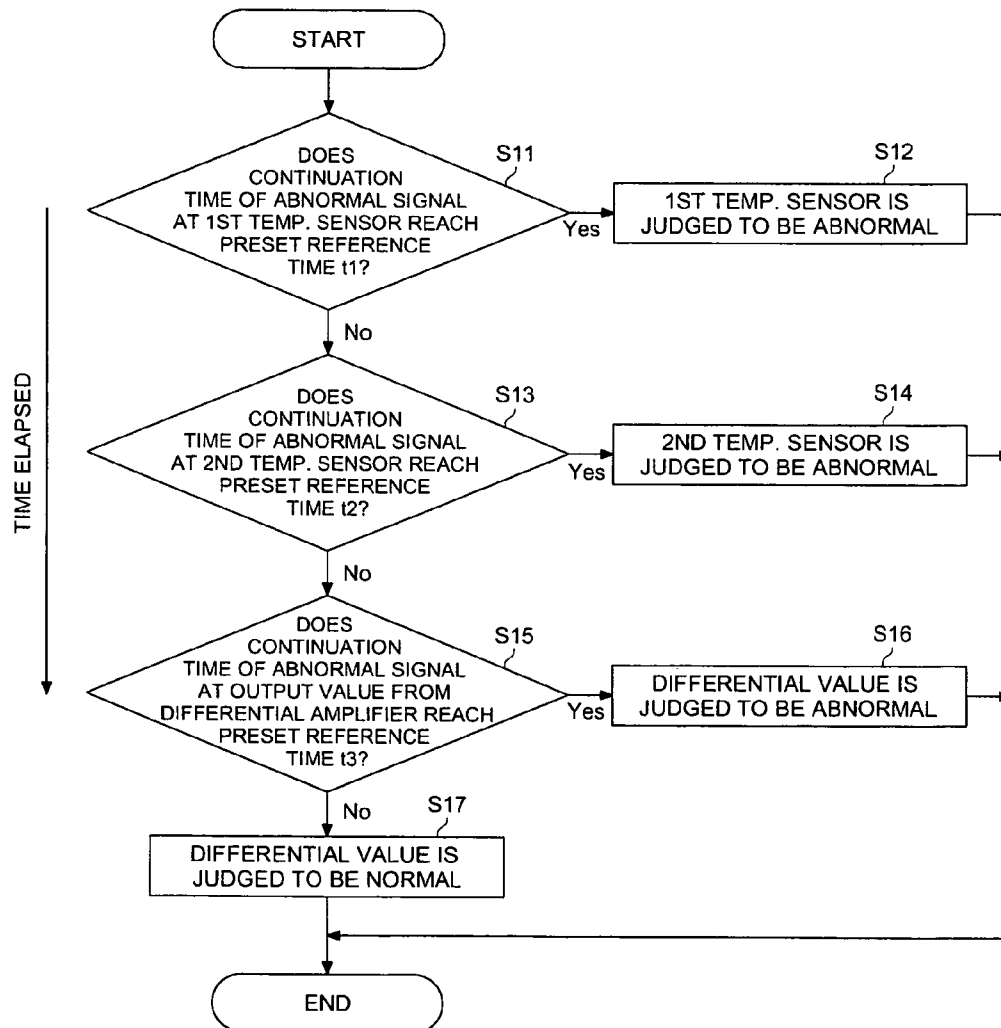 START
DOES
CONTINUATION
TIME OF ABNORMAL SIGNAL
AT 1ST TEMP. SENSOR REACH
PRESET REFERENCE
TIME t1?
S11
Yes
S12
1ST TEMP. SENSOR IS
JUDGED TO BE ABNORMAL
No
TIME ELAPSED
DOES
CONTINUATION
TIME OF ABNORMAL SIGNAL
AT 2ND TEMP. SENSOR REACH
PRESET REFERENCE
TIME t2?
S13
Yes
S14
2ND TEMP. SENSOR IS
JUDGED TO BE ABNORMAL
No
DOES
CONTINUATION
TIME OF ABNORMAL SIGNAL
AT OUTPUT VALUE FROM
DIFFERENTIAL AMPLIFIER REACH
PRESET REFERENCE
TIME t3?
S15
Yes
S16
DIFFERENTIAL VALUE IS
JUDGED TO BE ABNORMAL
No
S17
DIFFERENTIAL VALUE IS
JUDGED TO BE NORMAL
END